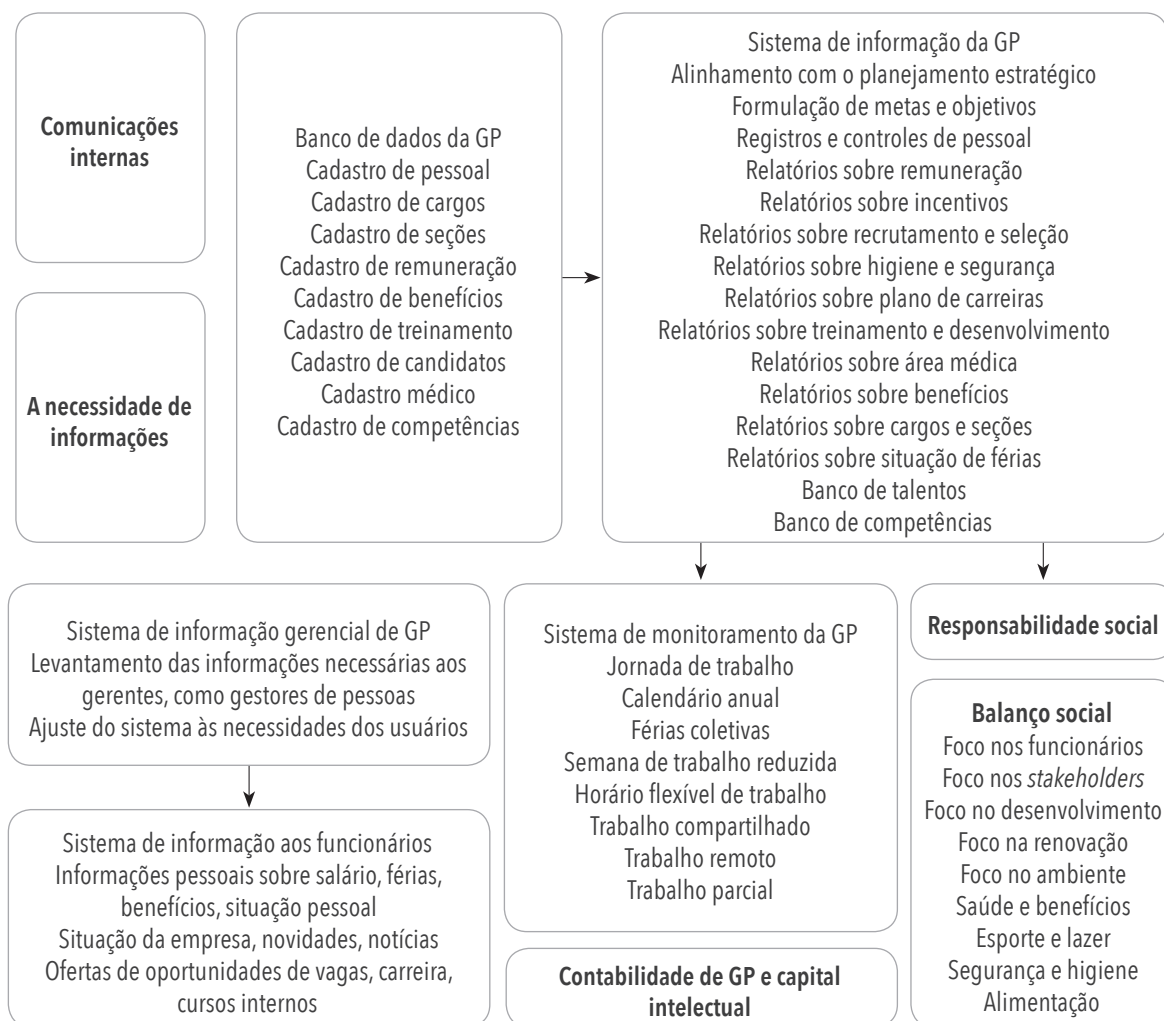 Comunicações
internas
A necessidade de
informações
Banco de dados da GP
Cadastro de pessoal
Cadastro de cargos
Cadastro de seções
Cadastro de remuneração
Cadastro de benefícios
Cadastro de treinamento
Cadastro de candidatos
Cadastro médico
Cadastro de competências
Sistema de informação da GP
Alinhamento com o planejamento estratégico
Formulação de metas e objetivos
Registros e controles de pessoal
Relatórios sobre remuneração
Relatórios sobre incentivos
Relatórios sobre recrutamento e seleção
Relatórios sobre higiene e segurança
Relatórios sobre plano de carreiras
Relatórios sobre treinamento e desenvolvimento
Relatórios sobre área médica
Relatórios sobre benefícios
Relatórios sobre cargos e seções
Relatórios sobre situação de férias
Banco de talentos
Banco de competências
Sistema de informação gerencial de GP
Levantamento das informações necessárias aos
gerentes, como gestores de pessoas
Ajuste do sistema às necessidades dos usuários
Sistema de informação aos funcionários
Informações pessoais sobre salário, férias,
benefícios, situação pessoal
Situação da empresa, novidades, notícias
Ofertas de oportunidades de vagas, carreira,
cursos internos
Sistema de monitoramento da GP
Jornada de trabalho
Calendário anual
Férias coletivas
Semana de trabalho reduzida
Horário flexível de trabalho
Trabalho compartilhado
Trabalho remoto
Trabalho parcial
Contabilidade de GP e capital
intelectual
Responsabilidade social
Balanço social
Foco nos funcionários
Foco nos stakeholders
Foco no desenvolvimento
Foco na renovação
Foco no ambiente
Saúde e benefícios
Esporte e lazer
Segurança e higiene
Alimentação